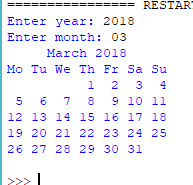 ================ RESTAR
Enter year: 2018
Enter month: 03
     March 2018
Mo Tu We Th Fr Sa Su
          1  2  3  4
 5  6  7  8  9 10 11
12 13 14 15 16 17 18
19 20 21 22 23 24 25
26 27 28 29 30 31
>>>